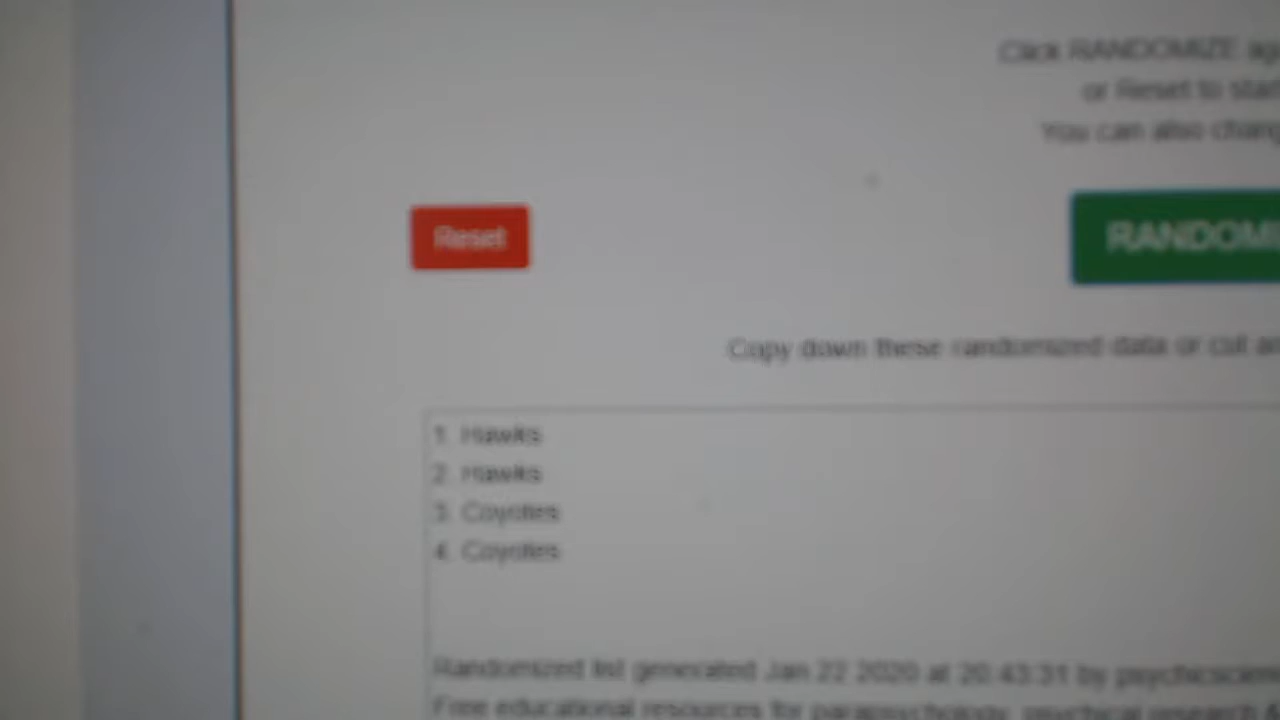 Click RANDOMIZE
or Reset to
You can also
Reset
Copy down these randomized data or cut
1. Hawks
2. Hawks
3. Coyotes
4. Coyotes
Randomized list generated Jan 22 2020 at 20:43:31 by
Free educational resources for parapsychology, psychical research